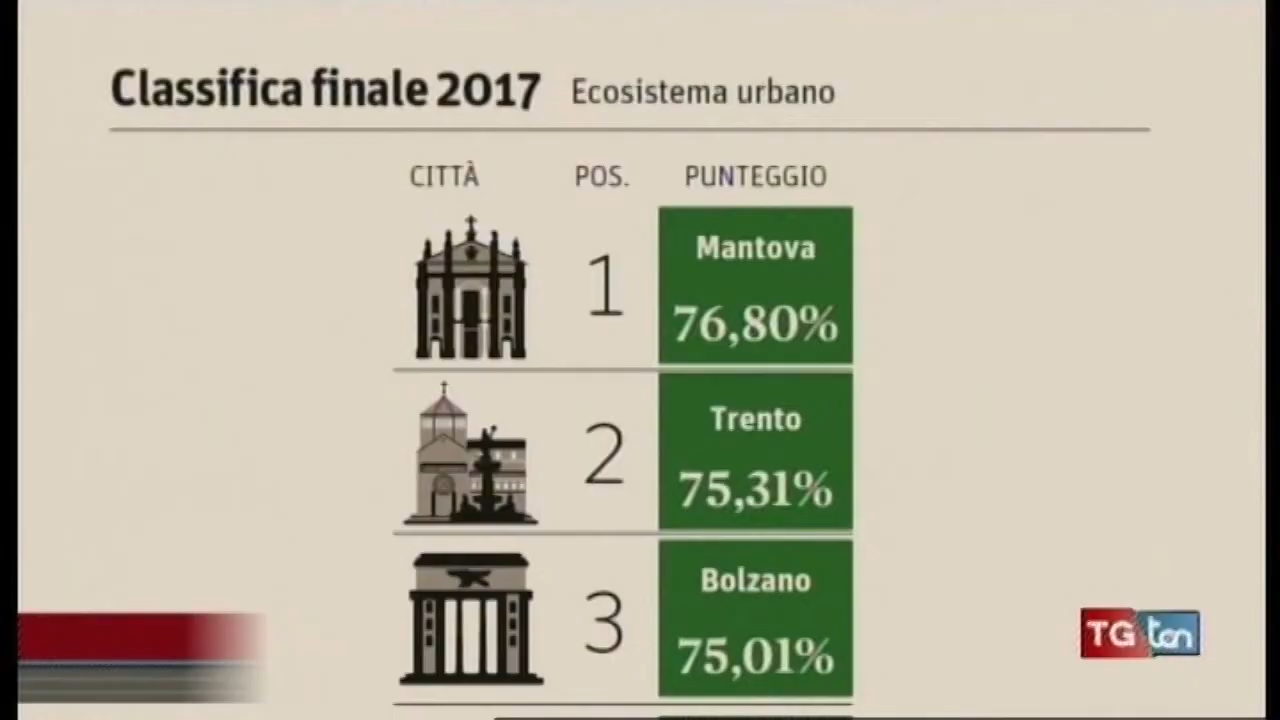 Classifica finale 2017 Ecosistema urbano
CITTÀ POS. PUNTEGGIO
1 Mantova
76,80%
2 Trento
75,31%
3 Bolzano
75,01%
TG ten